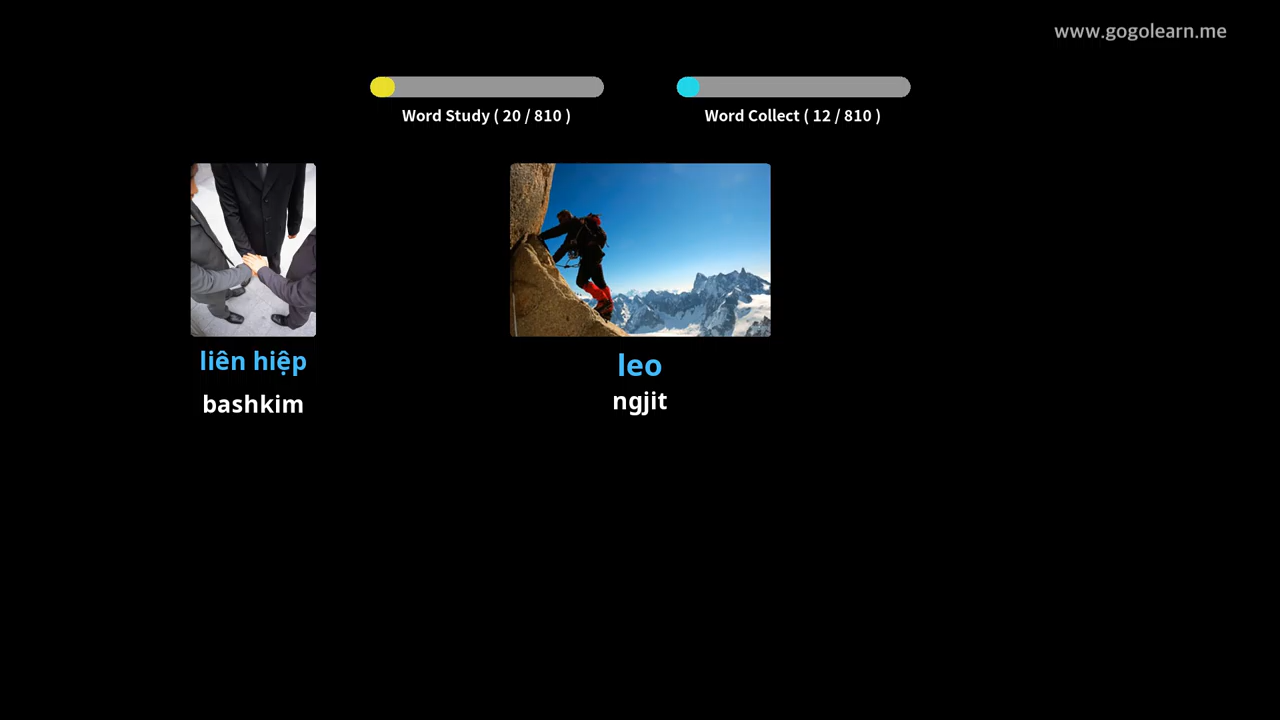 www.gogolearn.me
Word Study ( 20 / 810 )
Word Collect ( 12 / 810 )
liên hiệp
bashkim
leo
ngjit